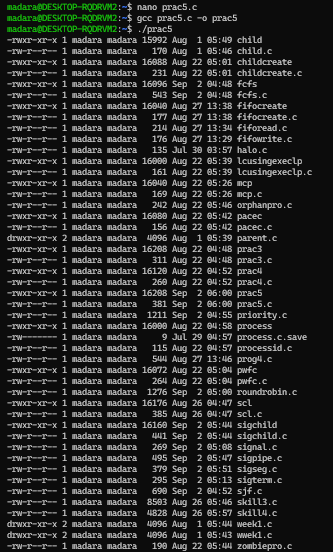 madara@DESKTOP-RQDRVM2:~$ nano prac5.c
madara@DESKTOP-RQDRVM2:~$ gcc prac5.c -o prac5
madara@DESKTOP-RQDRVM2:~$ ./prac5
-rwxr-xr-x 1 madara madara 15992 Aug  1 05:49 child
-rw-r--r-- 1 madara madara   170 Aug  1 05:46 child.c
-rwxr-xr-x 1 madara madara 16088 Aug 22 05:01 childcreate
-rw-r--r-- 1 madara madara   231 Aug 22 05:01 childcreate.c
-rwxr-xr-x 1 madara madara 16096 Sep  2 04:48 fcfs
-rw-r--r-- 1 madara madara   543 Sep  2 04:48 fcfs.c
-rwxr-xr-x 1 madara madara 16040 Aug 27 13:38 fifocreate
-rw-r--r-- 1 madara madara   177 Aug 27 13:38 fifocreate.c
-rw-r--r-- 1 madara madara   214 Aug 27 13:34 fiforead.c
-rw-r--r-- 1 madara madara   176 Aug 27 13:29 fifowrite.c
-rw-r--r-- 1 madara madara   135 Jul 30 03:57 halo.c
-rwxr-xr-x 1 madara madara 16000 Aug 22 05:39 lcusingexeclp
-rw-r--r-- 1 madara madara   161 Aug 22 05:39 lcusingexeclp.c
-rwxr-xr-x 1 madara madara 16040 Aug 22 05:26 mcp
-rw-r--r-- 1 madara madara   169 Aug 22 05:26 mcp.c
-rw-r--r-- 1 madara madara   242 Aug 22 05:46 orphanpro.c
-rwxr-xr-x 1 madara madara 16080 Aug 22 05:42 pacec
-rw-r--r-- 1 madara madara   156 Aug 22 05:42 pacec.c
drwxr-xr-x 2 madara madara  4096 Aug  1 05:39 parent.c
-rwxr-xr-x 1 madara madara 16208 Aug 22 04:48 prac3
-rw-r--r-- 1 madara madara   311 Aug 22 04:48 prac3.c
-rwxr-xr-x 1 madara madara 16120 Aug 22 04:52 prac4
-rw-r--r-- 1 madara madara   260 Aug 22 04:52 prac4.c
-rwxr-xr-x 1 madara madara 16208 Sep  2 06:00 prac5
-rw-r--r-- 1 madara madara   381 Sep  2 06:00 prac5.c
-rw-r--r-- 1 madara madara  1211 Sep  2 04:55 priority.c
-rwxr-xr-x 1 madara madara 16000 Aug 22 04:58 process
-rw------- 1 madara madara     9 Jul 29 04:57 process.c.save
-rw-r--r-- 1 madara madara   115 Aug 22 04:57 processid.c
-rw-r--r-- 1 madara madara   544 Aug 27 13:46 prog4.c
-rwxr-xr-x 1 madara madara 16072 Aug 22 05:04 pwfc
-rw-r--r-- 1 madara madara   264 Aug 22 05:04 pwfc.c
-rw-r--r-- 1 madara madara  1276 Sep  2 05:00 roundrobin.c
-rwxr-xr-x 1 madara madara 16176 Aug 26 04:47 scl
-rw-r--r-- 1 madara madara   385 Aug 26 04:47 scl.c
-rwxr-xr-x 1 madara madara 16160 Sep  2 05:44 sigchild
-rw-r--r-- 1 madara madara   441 Sep  2 05:44 sigchild.c
-rw-r--r-- 1 madara madara   269 Sep  2 05:08 signal.c
-rw-r--r-- 1 madara madara   495 Sep  2 05:47 sigpipe.c
-rw-r--r-- 1 madara madara   379 Sep  2 05:51 sigseg.c
-rw-r--r-- 1 madara madara   295 Sep  2 05:13 sigterm.c
-rw-r--r-- 1 madara madara   690 Sep  2 04:52 sjf.c
-rw-r--r-- 1 madara madara  8503 Aug 26 05:46 skill3.c
-rw-r--r-- 1 madara madara  4828 Aug 26 05:57 skill4.c
drwxr-xr-x 2 madara madara  4096 Aug  1 05:44 week1.c
drwxr-xr-x 2 madara madara  4096 Aug  1 05:43 wwek1.c
-rw-r--r-- 1 madara madara   190 Aug 22 05:44 zombiepro.c